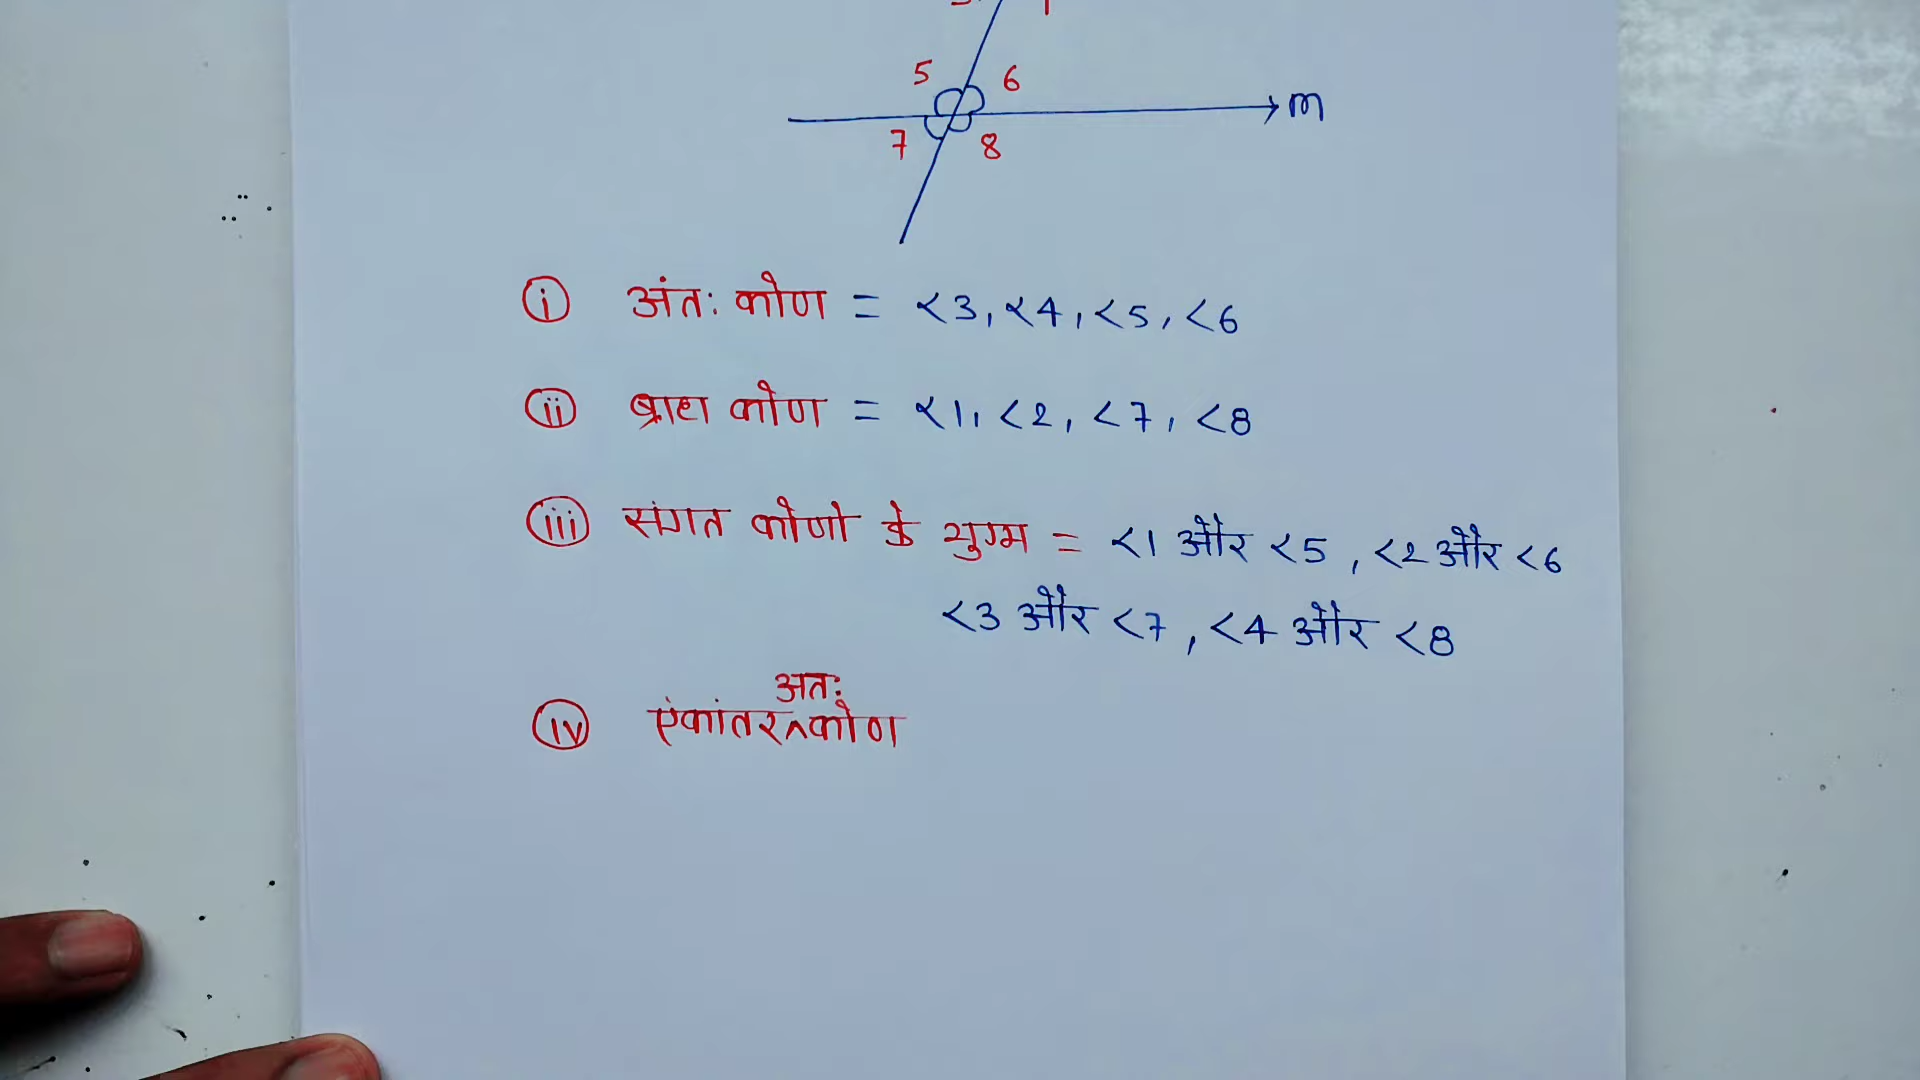 5 6
m
7 8
i अंतः कोण = <3, <4, <5, <6
ii ब्राह्य कोण = <1, <2, <7, <8
iii संगत कोणो के युग्म = <1 और <5, <2 और <6
<3 और <7, <4 और <8
अतः
iv एंकांतर^कोण